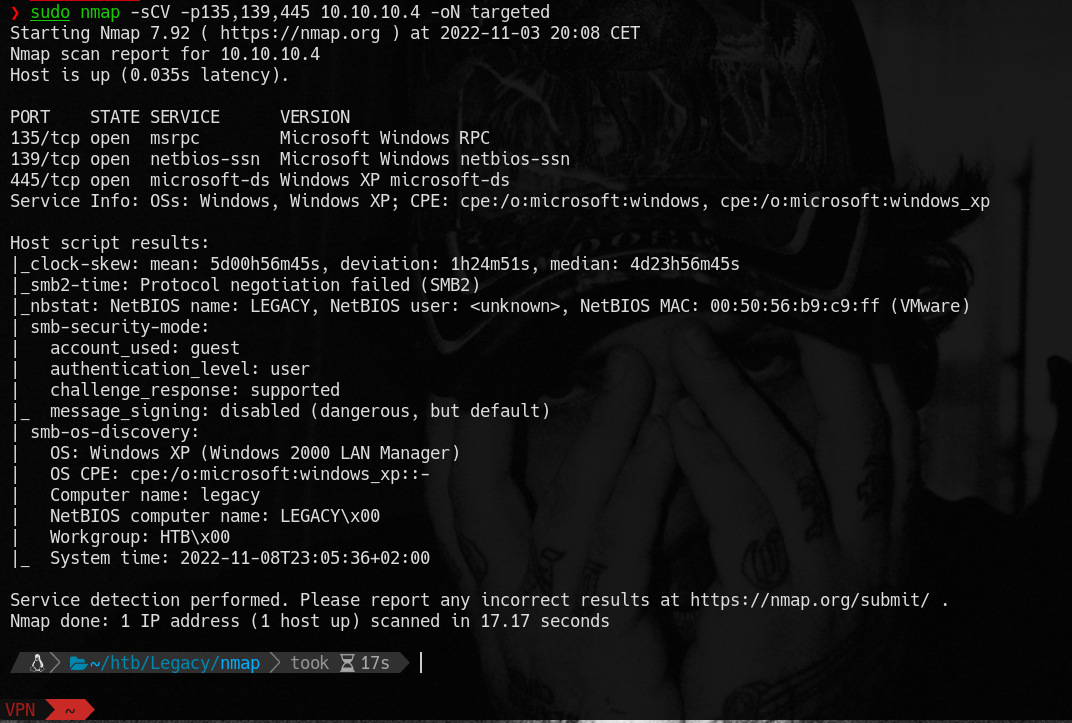 ❯ sudo nmap -sCV -p135,139,445 10.10.10.4 -oN targeted
Starting Nmap 7.92 ( https://nmap.org ) at 2022-11-03 20:08 CET
Nmap scan report for 10.10.10.4
Host is up (0.035s latency).
PORT    STATE SERVICE      VERSION
135/tcp open  msrpc        Microsoft Windows RPC
139/tcp open  netbios-ssn  Microsoft Windows netbios-ssn
445/tcp open  microsoft-ds Windows XP microsoft-ds
Service Info: OSs: Windows, Windows XP; CPE: cpe:/o:microsoft:windows, cpe:/o:microsoft:windows_xp
Host script results:
|_clock-skew: mean: 5d00h56m45s, deviation: 1h24m51s, median: 4d23h56m45s
|_smb2-time: Protocol negotiation failed (SMB2)
|_nbstat: NetBIOS name: LEGACY, NetBIOS user: <unknown>, NetBIOS MAC: 00:50:56:b9:c9:ff (VMware)
| smb-security-mode:
|   account_used: guest
|   authentication_level: user
|   challenge_response: supported
|_  message_signing: disabled (dangerous, but default)
| smb-os-discovery:
|   OS: Windows XP (Windows 2000 LAN Manager)
|   OS CPE: cpe:/o:microsoft:windows_xp::-
|   Computer name: legacy
|   NetBIOS computer name: LEGACY\x00
|   Workgroup: HTB\x00
|_  System time: 2022-11-08T23:05:36+02:00
Service detection performed. Please report any incorrect results at https://nmap.org/submit/ .
Nmap done: 1 IP address (1 host up) scanned in 17.17 seconds
~/htb/Legacy/nmap took 17s
VPN ~